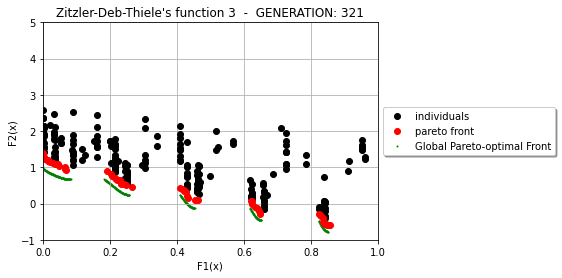 Zitzler-Deb-Thiele's function 3 - GENERATION: 321
5
4
3
2
1
0
−1
F2(x)
0.0 0.2 0.4 0.6 0.8 1.0
F1(x)
individuals
pareto front
Global Pareto-optimal Front